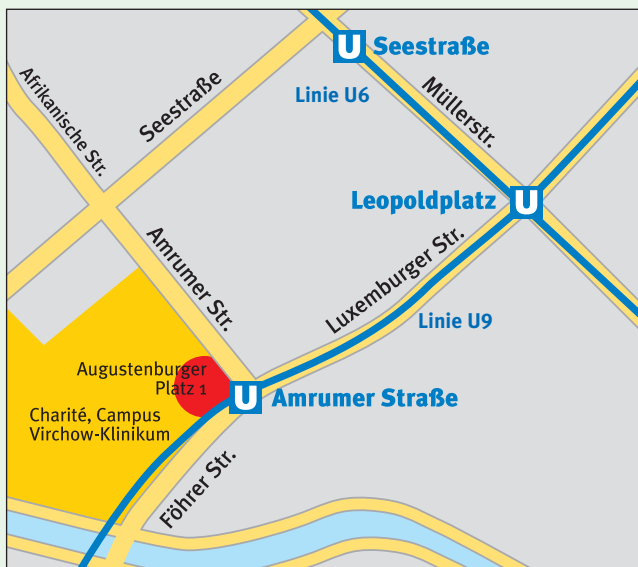 U Seestraße
Afrikanische Str.
Seestraße
Linie U6
Müllerstr.
Leopoldplatz U
Amrumer Str.
Luxemburger Str.
Linie U9
Augustenburger
Platz 1
U Amrumer Straße
Charité, Campus
Virchow-Klinikum
Föhrer Str.